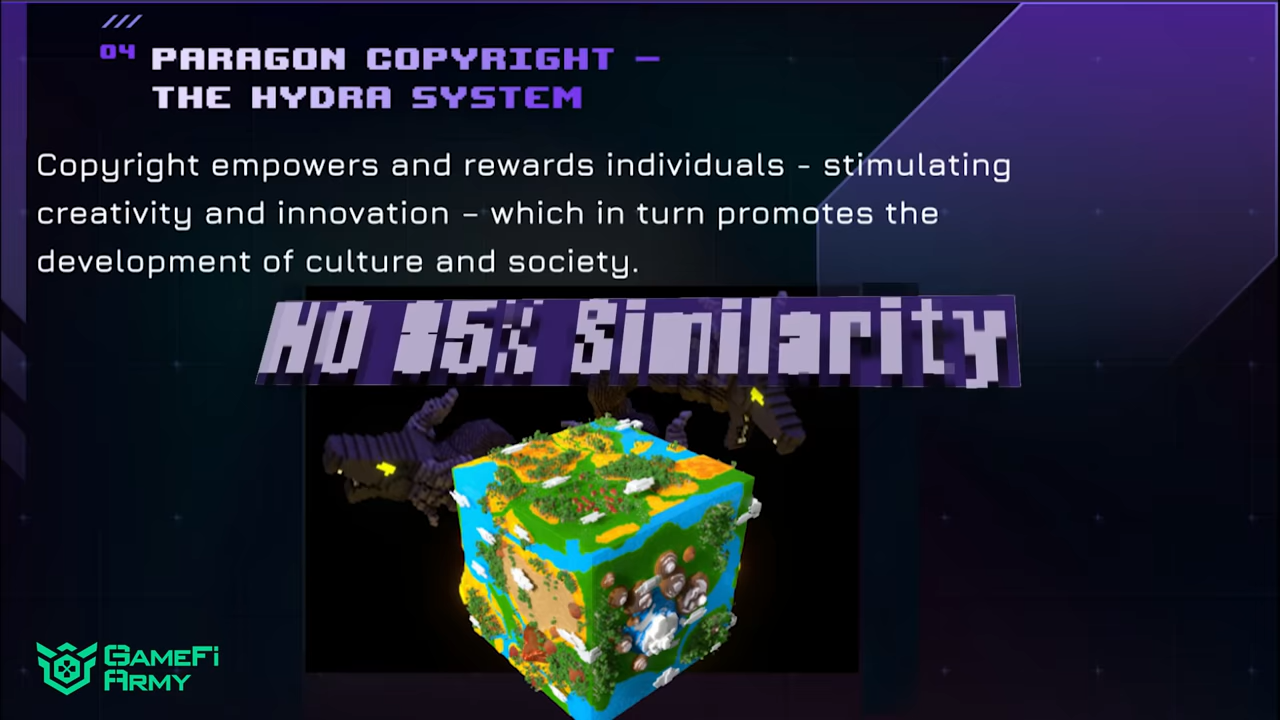 ///
04 PARAGON COPYRIGHT –
THE HYDRA SYSTEM
Copyright empowers and rewards individuals - stimulating
creativity and innovation – which in turn promotes the
development of culture and society.
NO 85% Similarity
GAMEFI
ARMY